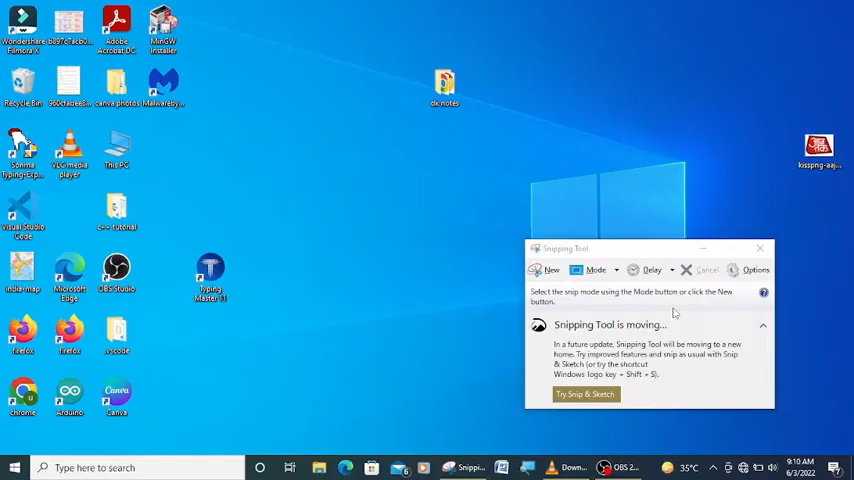 Wondershare
Filmora X
Adobe
Acrobat DC
MinGW
Installer
Recycle Bin
canva photos
Malwareby...
dk notes
kisspng-aaj...
Sonma
Typing-Exp...
VLC media
player
This PC
Visual Studio
Code
c++ tutorial
india-map
Microsoft
Edge
OBS Studio
Typing
Master 11
firefox
firefox
.vscode
chrome
Arduino
Canva
Snipping Tool
New
Mode
Delay
Cancel
Options
Select the snip mode using the Mode button or click the New
button.
Snipping Tool is moving...
In a future update, Snipping Tool will be moving to a new
home. Try improved features and snip as usual with Snip
& Sketch (or try the shortcut
Windows logo key + Shift + S).
Try Snip & Sketch
Type here to search
Snippi...
Down...
OBS 2...
35°C
9:10 AM
6/3/2022